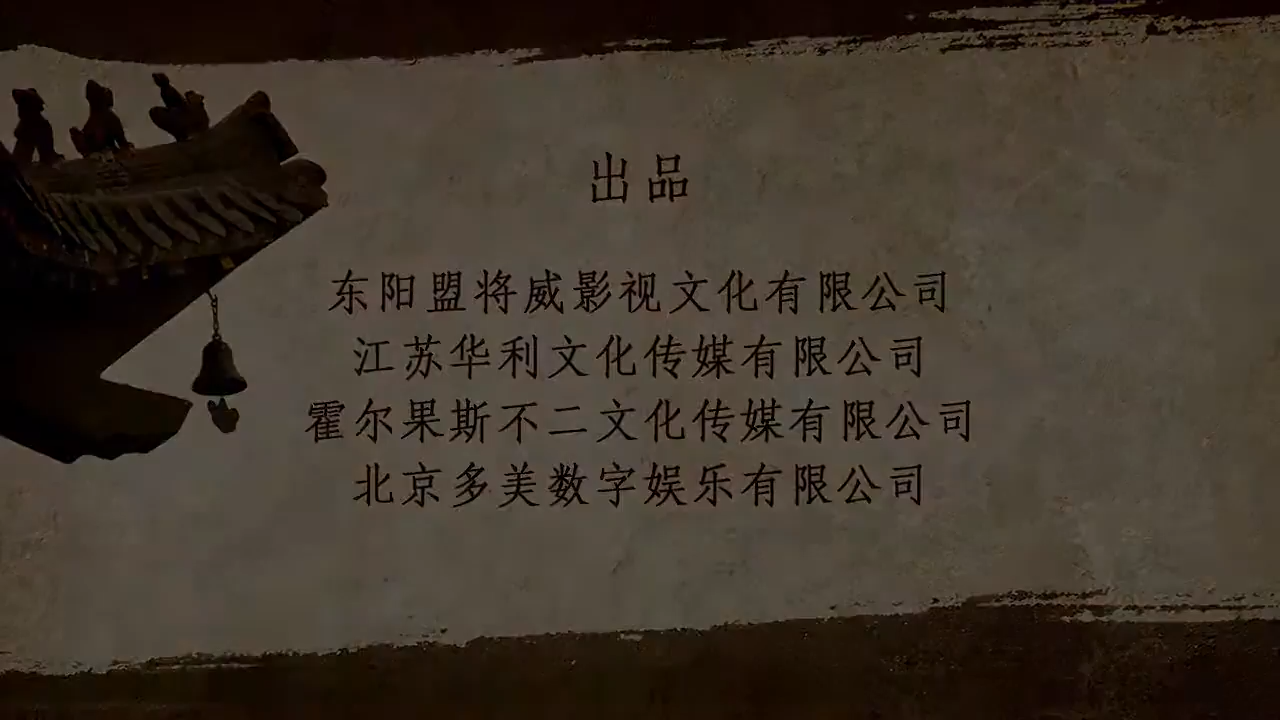 出品
东阳盟将威影视文化有限公司
江苏华利文化传媒有限公司
霍尔果斯不二文化传媒有限公司
北京多美数字娱乐有限公司